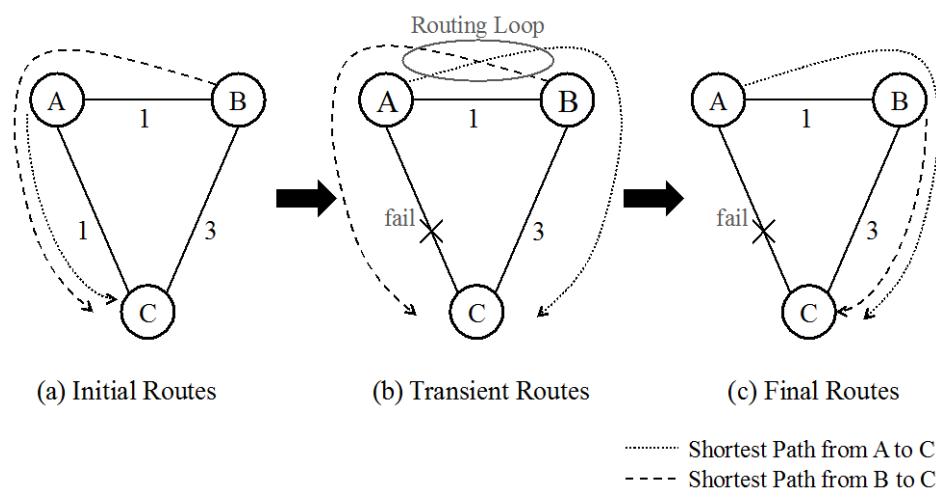 Routing Loop
A
B
1
1
3
C
A
B
1
fail
3
C
A
B
1
fail
3
C
(a) Initial Routes
(b) Transient Routes
(c) Final Routes
Shortest Path from A to C
Shortest Path from B to C